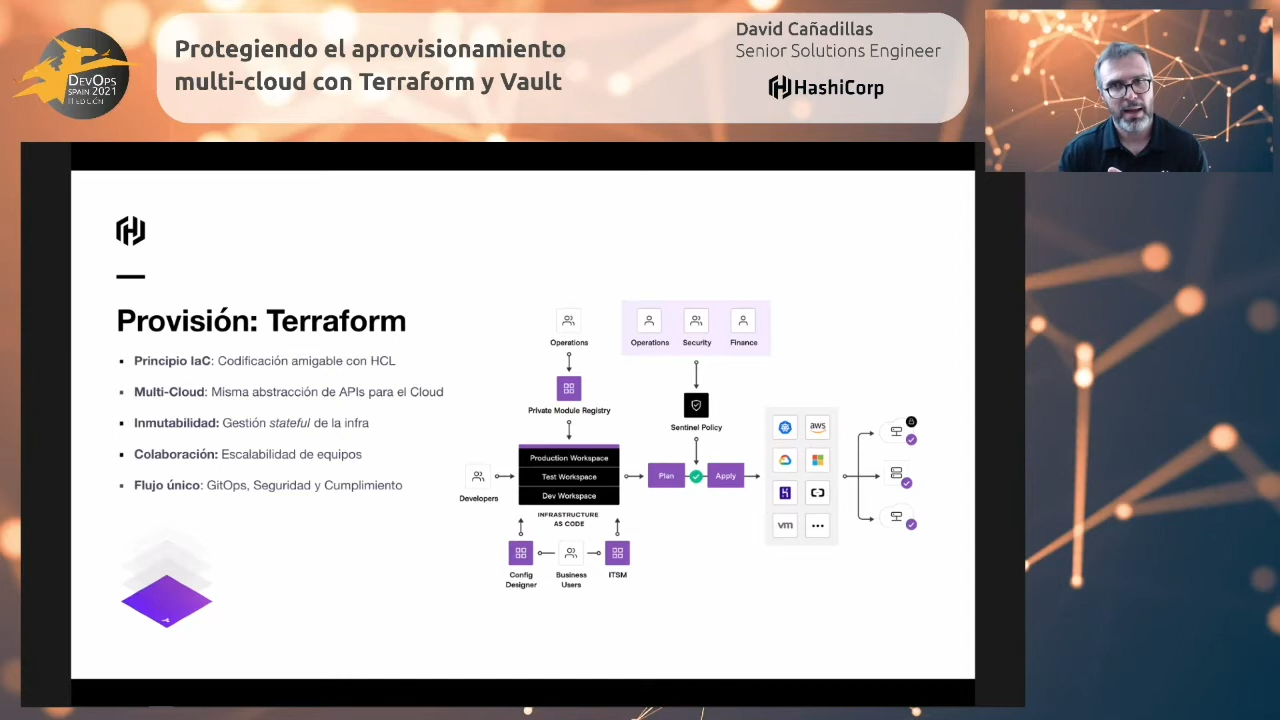 DEVOPS
SPAIN 2021
II EDICIÓN
Protegiendo el aprovisionamiento
multi-cloud con Terraform y Vault
David Cañadillas
Senior Solutions Engineer
HashiCorp
Provisión: Terraform
▪ Principio IaC: Codificación amigable con HCL
▪ Multi-Cloud: Misma abstracción de APIs para el Cloud
▪ Inmutabilidad: Gestión stateful de la infra
▪ Colaboración: Escalabilidad de equipos
▪ Flujo único: GitOps, Seguridad y Cumplimiento
Operations
Private Module Registry
Operations
Security
Finance
Sentinel Policy
Developers
Production Workspace
Test Workspace
Dev Workspace
INFRASTRUCTURE
AS CODE
Config
Designer
Business
Users
ITSM
Plan
Apply
aws
vm